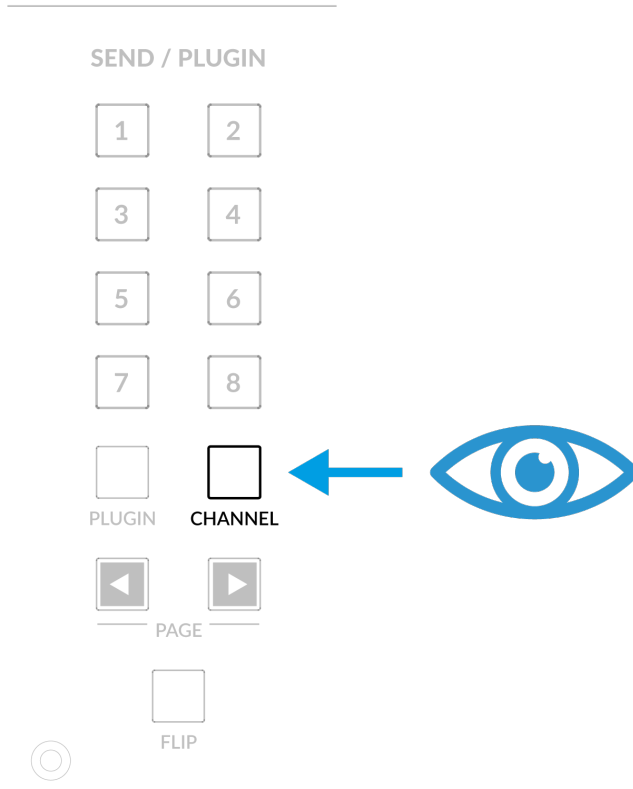 SEND / PLUGIN
1 2
3 4
5 6
7 8
PLUGIN CHANNEL
PAGE
FLIP